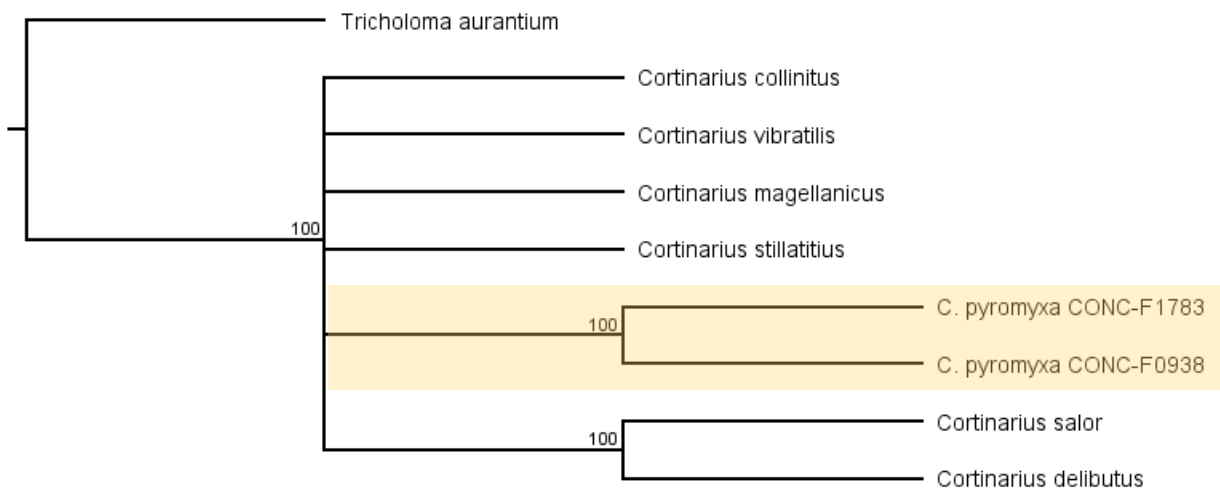 Tricholoma aurantium
Cortinarius collinitus
Cortinarius vibratilis
Cortinarius magellanicus
100
Cortinarius stillatitius
C. pyromyxa CONC-F1783
100
C. pyromyxa CONC-F0938
Cortinarius salor
100
Cortinarius delibutus